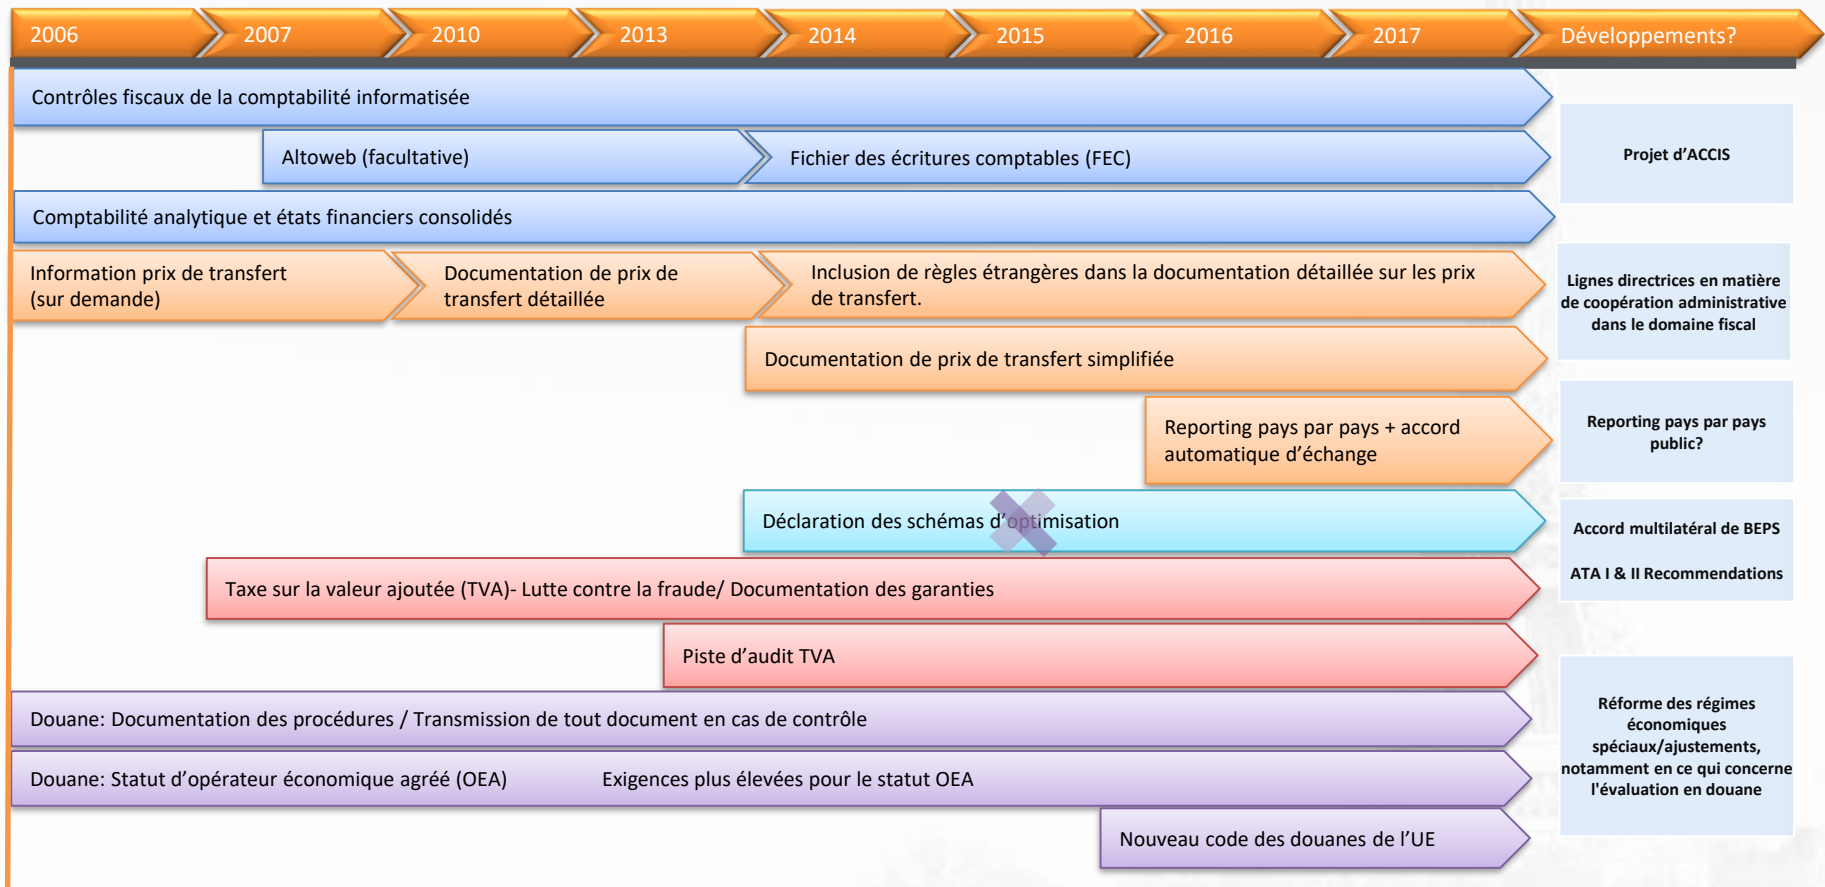 2006 2007 2010 2013 2014 2015 2016 2017 Développements?
Contrôles fiscaux de la comptabilité informatisée
Altoweb (facultative)
Fichier des écritures comptables (FEC)
Projet d’ACCIS
Comptabilité analytique et états financiers consolidés
Information prix de transfert
(sur demande)
Documentation de prix de
transfert détaillée
Inclusion de règles étrangères dans la documentation détaillée sur les prix
de transfert.
Lignes directrices en matière
de coopération administrative
dans le domaine fiscal
Documentation de prix de transfert simplifiée
Reporting pays par pays + accord
automatique d’échange
Reporting pays par pays
public?
Déclaration des schémas d’optimisation
Accord multilatéral de BEPS
ATA I & II Recommendations
Taxe sur la valeur ajoutée (TVA)- Lutte contre la fraude/ Documentation des garanties
Piste d’audit TVA
Douane: Documentation des procédures / Transmission de tout document en cas de contrôle
Douane: Statut d’opérateur économique agréé (OEA) Exigences plus élevées pour le statut OEA
Réforme des régimes
économiques
spéciaux/ajustements,
notamment en ce qui concerne
l'évaluation en douane
Nouveau code des douanes de l’UE